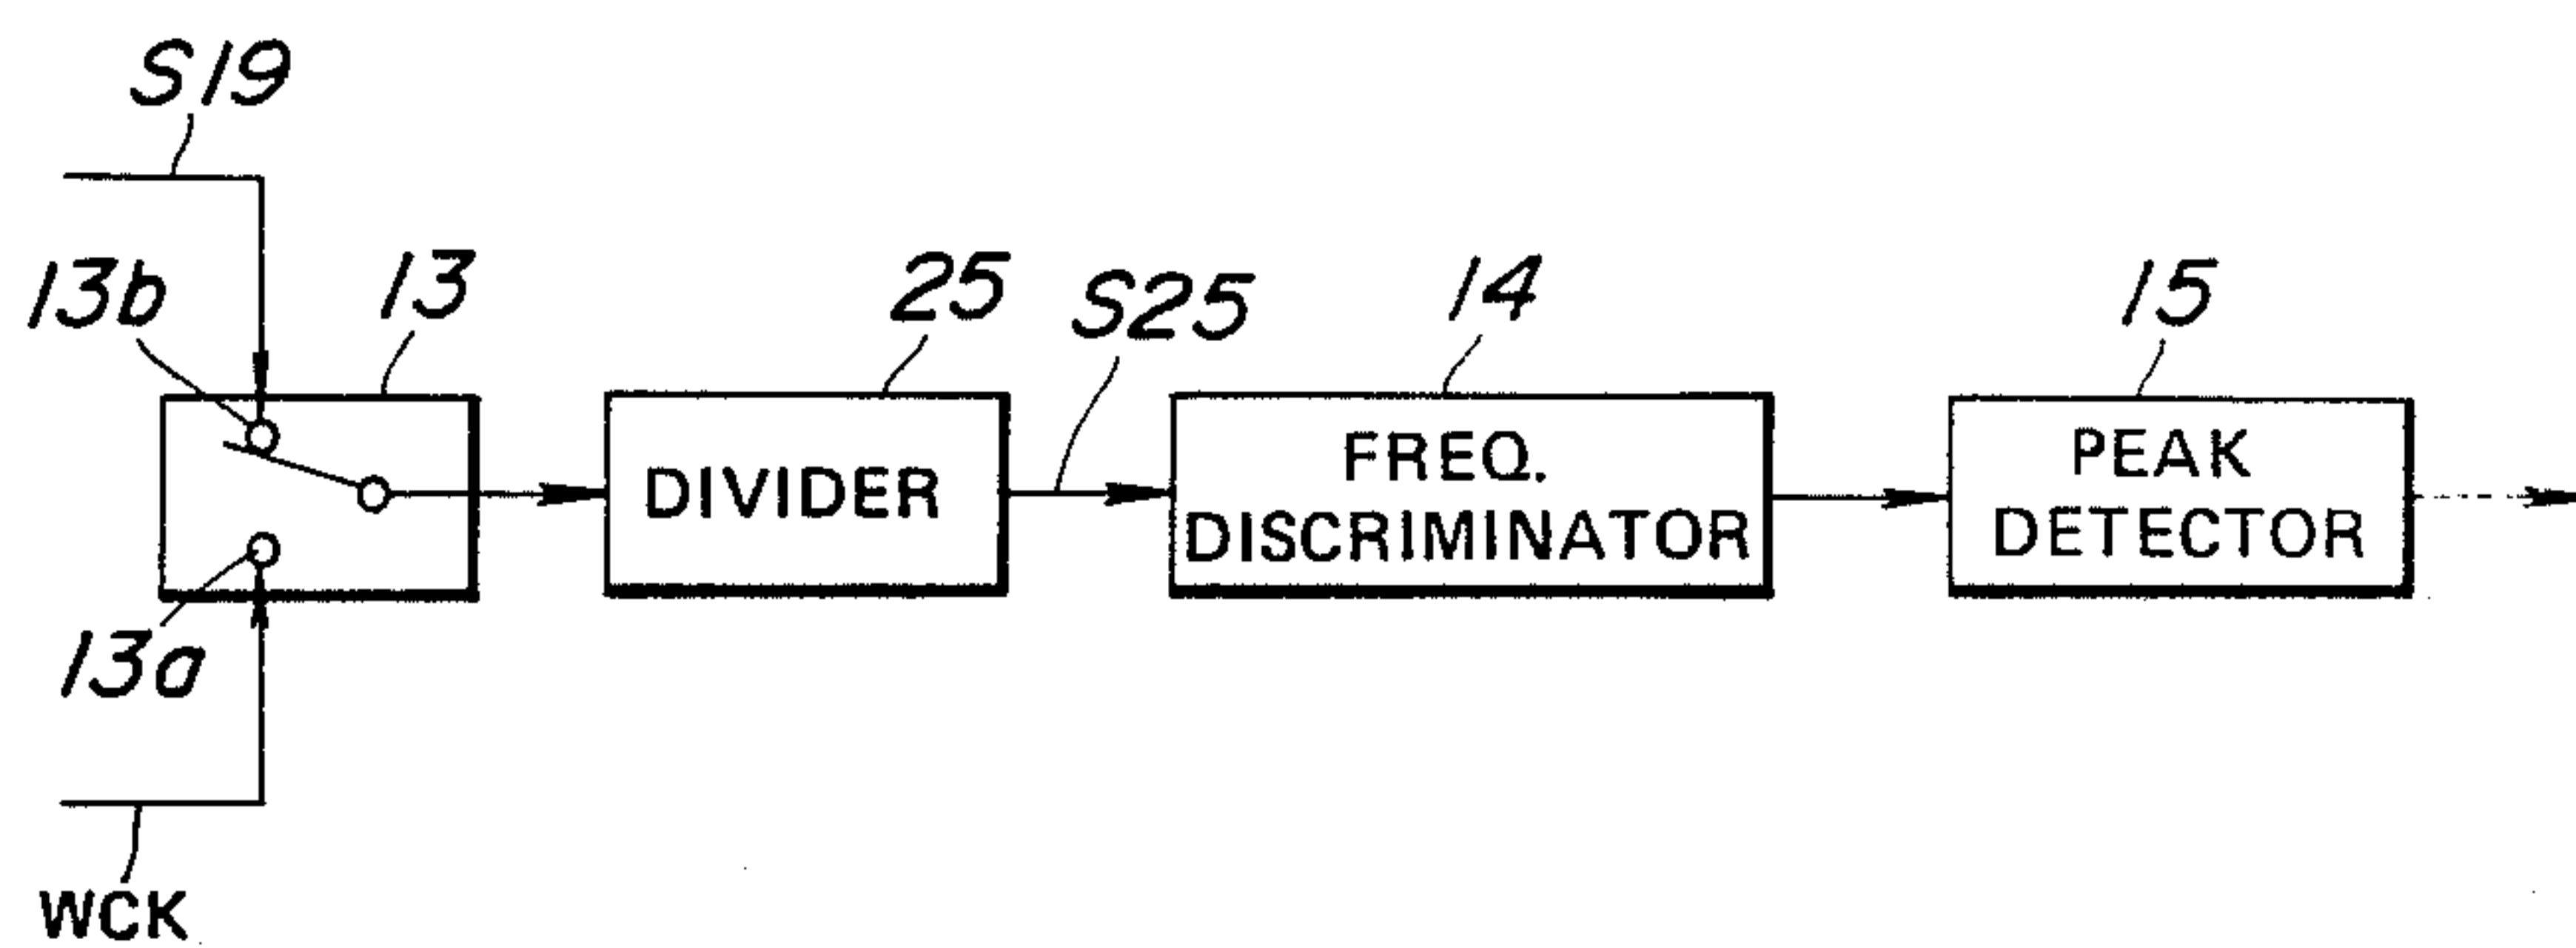 S19
13b
13
25
S25
14
15
DIVIDER
FREQ.
DISCRIMINATOR
PEAK
DETECTOR
13a
WCK